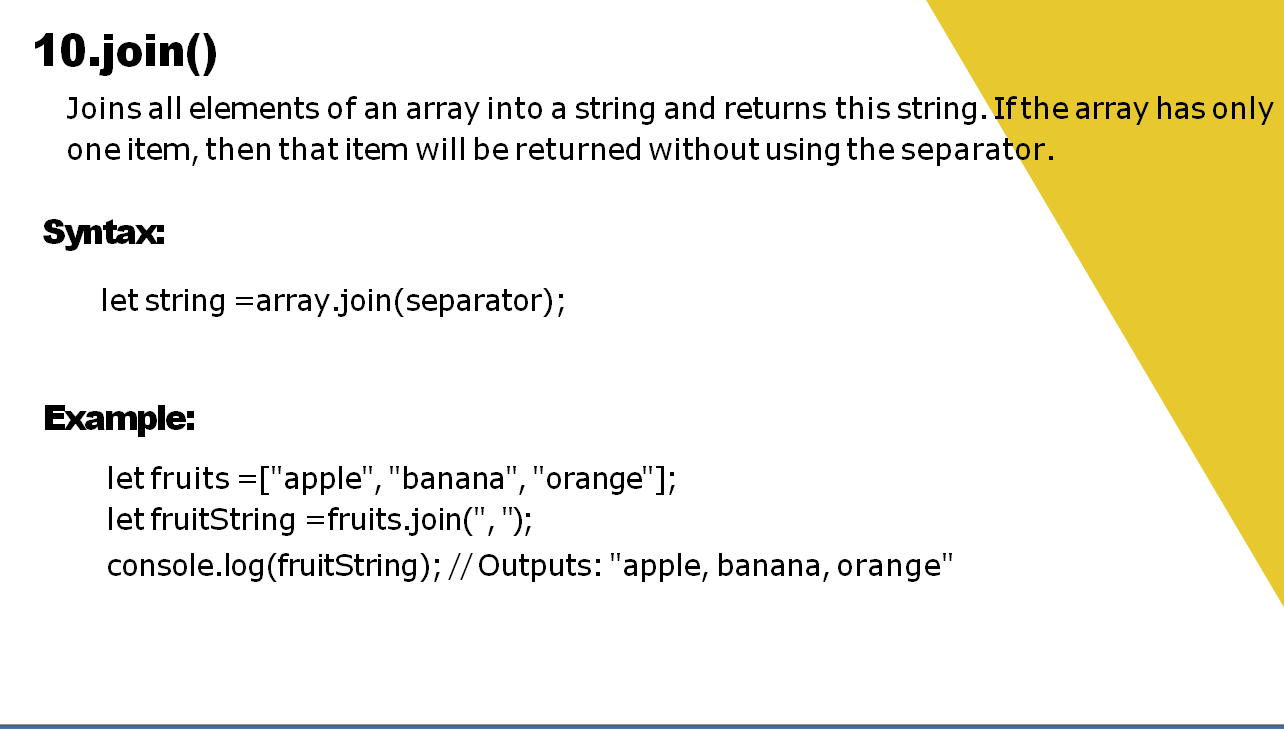 10.join()
Joins all elements of an array into a string and returns this string. If the array has only
one item, then that item will be returned without using the separator.
Syntax:
let string =array.join(separator);
Example:
let fruits =["apple", "banana", "orange"];
let fruitString =fruits.join(", ");
console.log(fruitString); // Outputs: "apple, banana, orange"